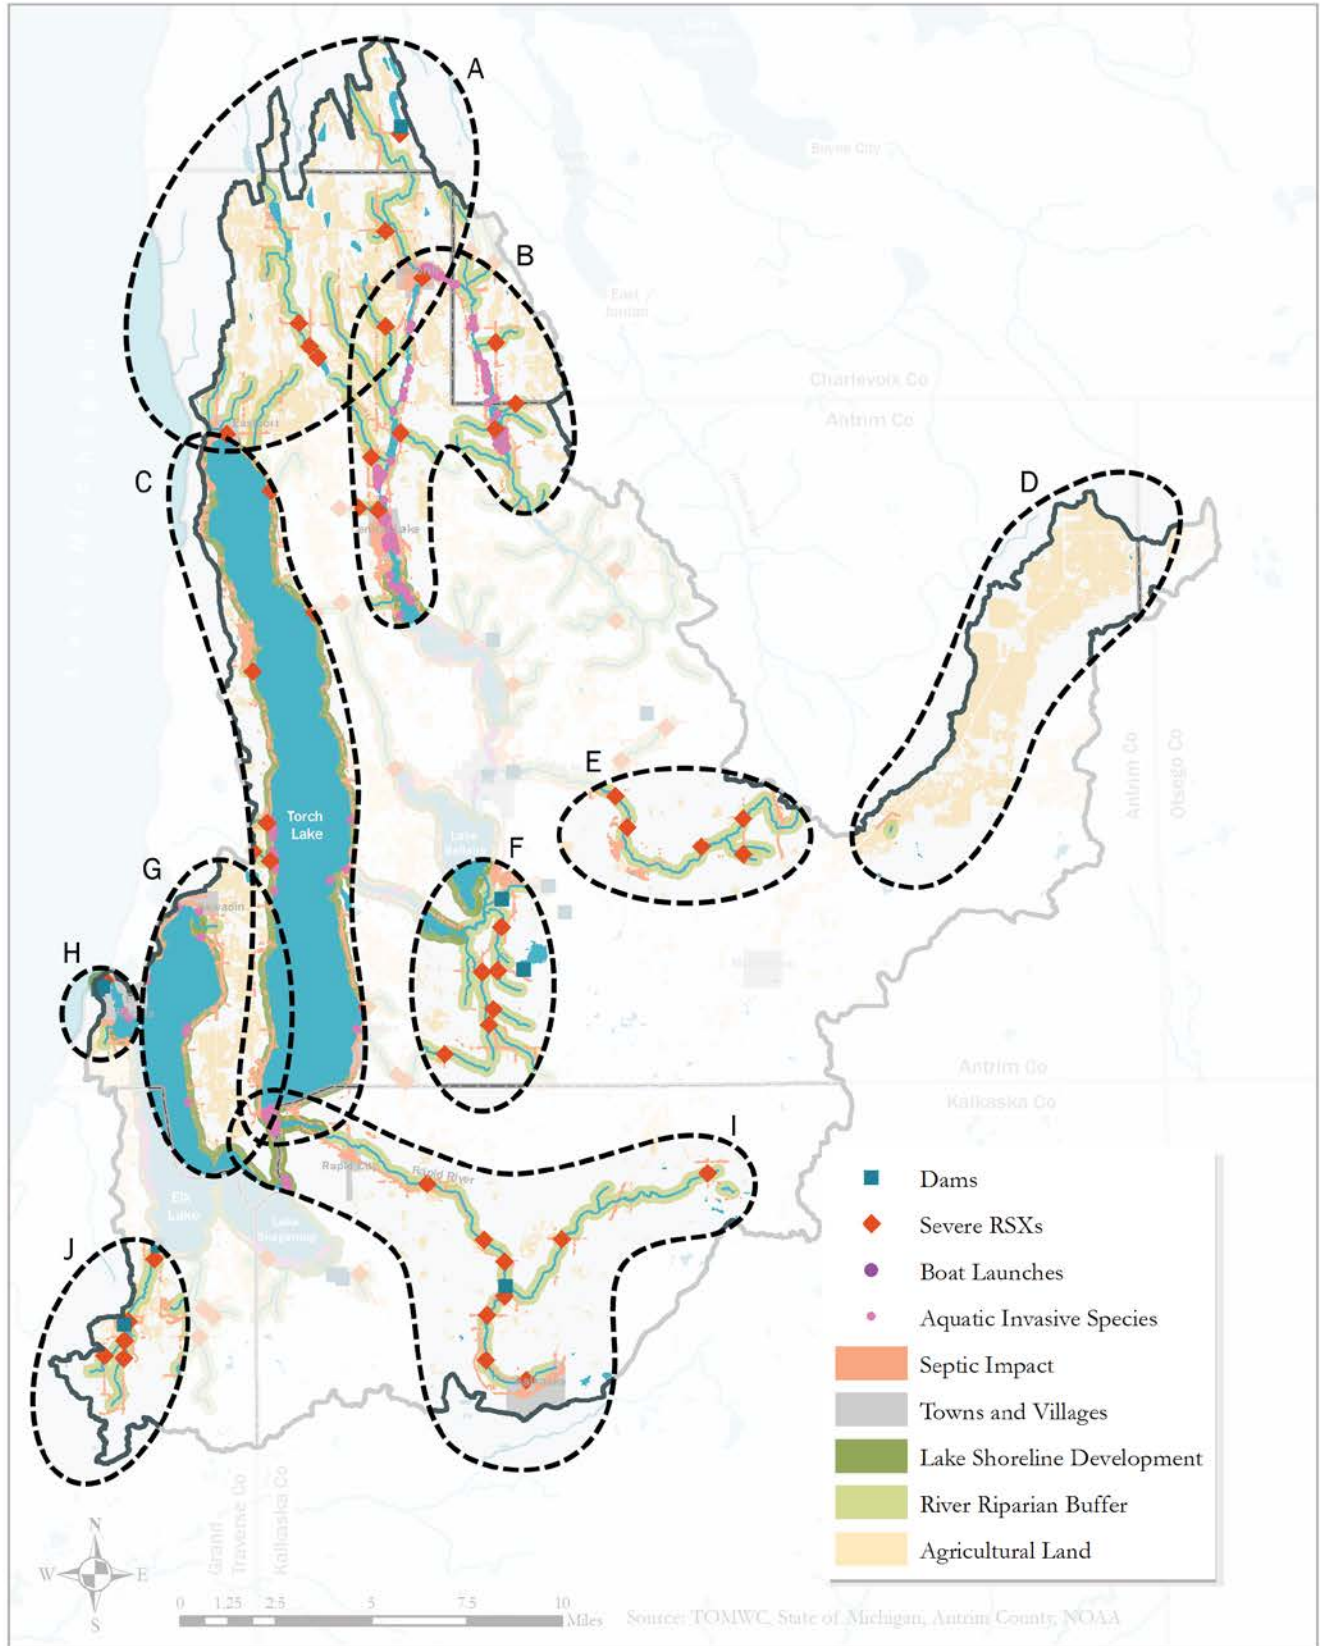 A
Boyne City
B
East
Jordan
Charlevoix Co
Antrim Co
C
D
Torch
Lake
E
Antrim Co
Otsego Co
Lake
Bellaire
F
G
H
Antrim Co
Kalkaska Co
I
Rapid City
Rapid River
Elk
Lake
Lake
Skegemog
J
Dams
Severe RSXs
Boat Launches
Aquatic Invasive Species
Septic Impact
Towns and Villages
Lake Shoreline Development
River Riparian Buffer
Agricultural Land
Grand
Traverse Co
Kalkaska Co
N
W
E
S
0 1.25 2.5 5 7.5 10
Miles
Source: TOMWC, State of Michigan, Antrim County, NOAA